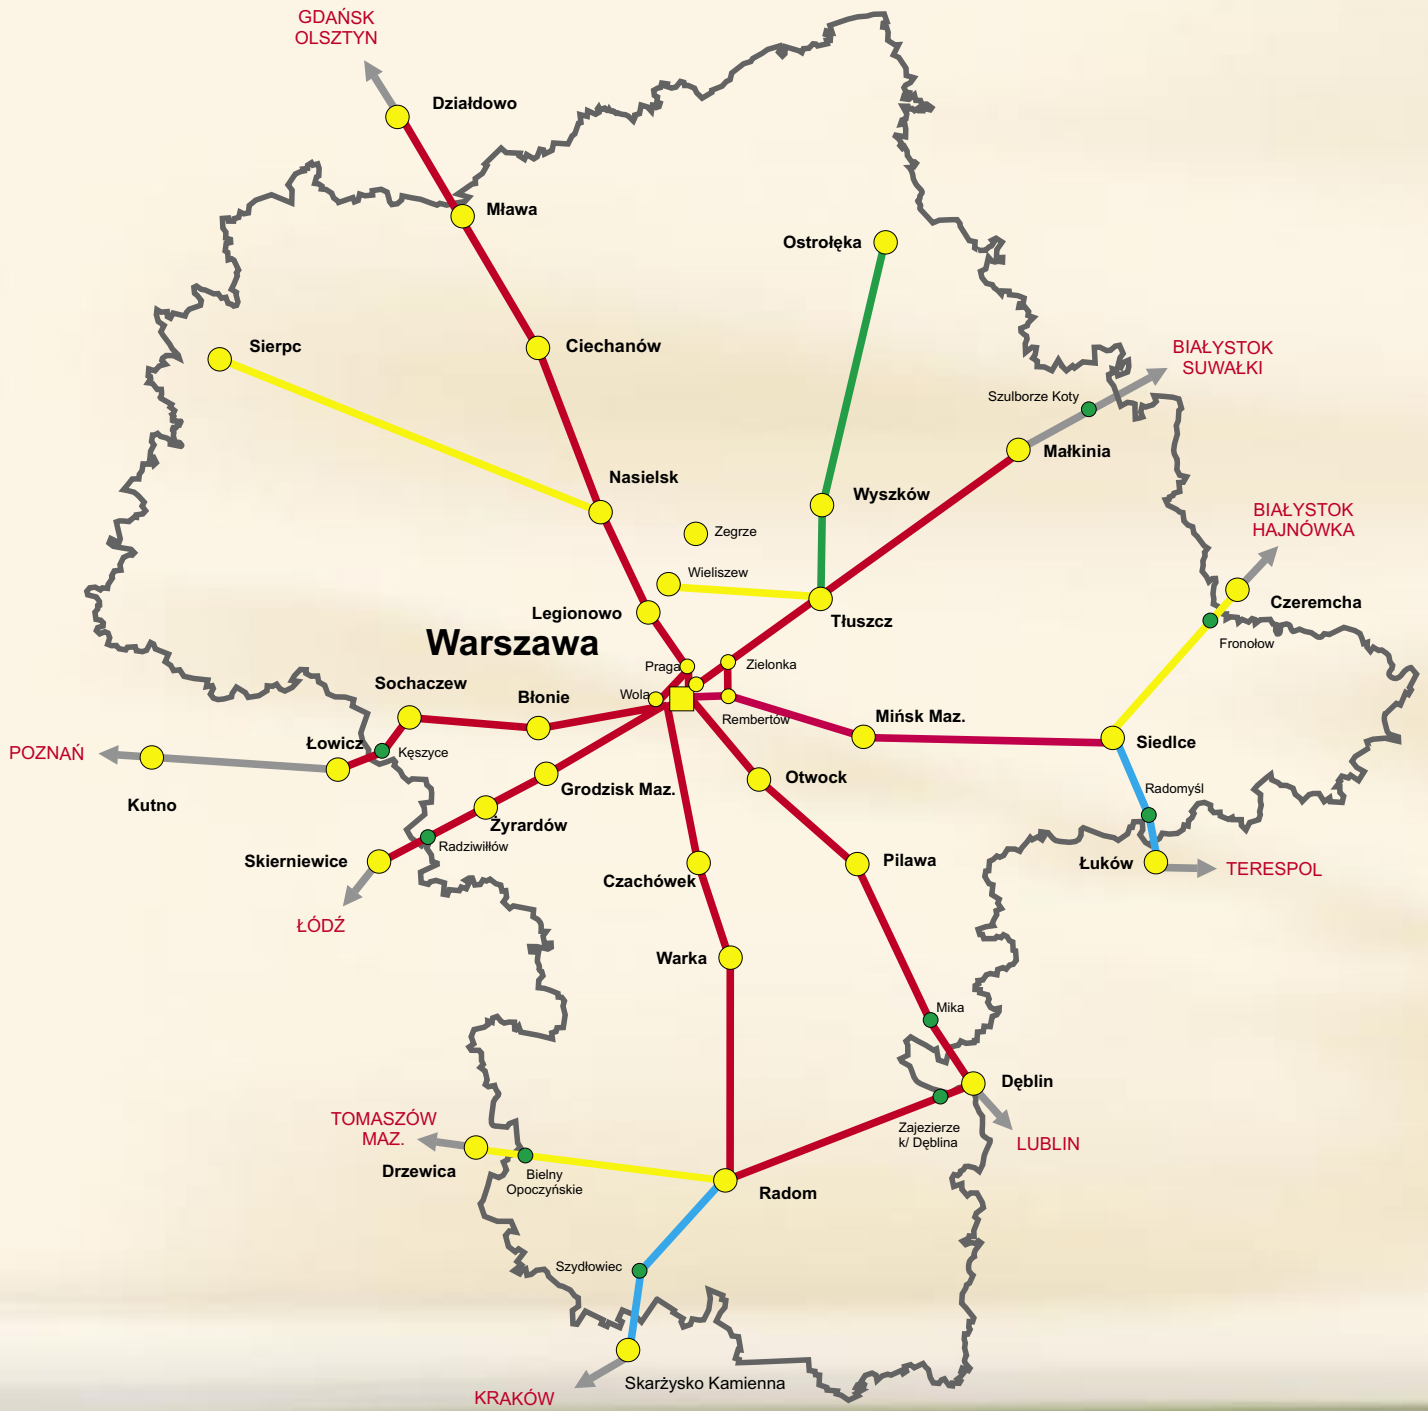 GDAŃSK
OLSZTYN
Działdowo
Mława
Ostrołęka
Sierpc
Ciechanów
BIAŁYSTOK
SUWAŁKI
Szulborze Koty
Małkinia
Nasielsk
Wyszków
Zegrze
BIAŁYSTOK
HAJNÓWKA
Wieliszew
Czeremcha
Legionowo
Tłuszcz
Fronołow
Warszawa
Praga
Zielonka
Sochaczew
Błonie
Wola
Rembertów
Mińsk Maz.
Siedlce
POZNAŃ
Łowicz
Kęszyce
Kutno
Grodzisk Maz.
Otwock
Radomyśl
Żyrardów
Radziwiłłów
Skierniewice
Czachówek
Pilawa
Łuków
TERESPOL
ŁÓDŹ
Warka
Mika
Dęblin
TOMASZÓW
MAZ.
Zajezierze
k/ Dęblina
LUBLIN
Drzewica
Bielny
Opoczyńskie
Radom
Szydłowiec
Skarżysko Kamienna
KRAKÓW